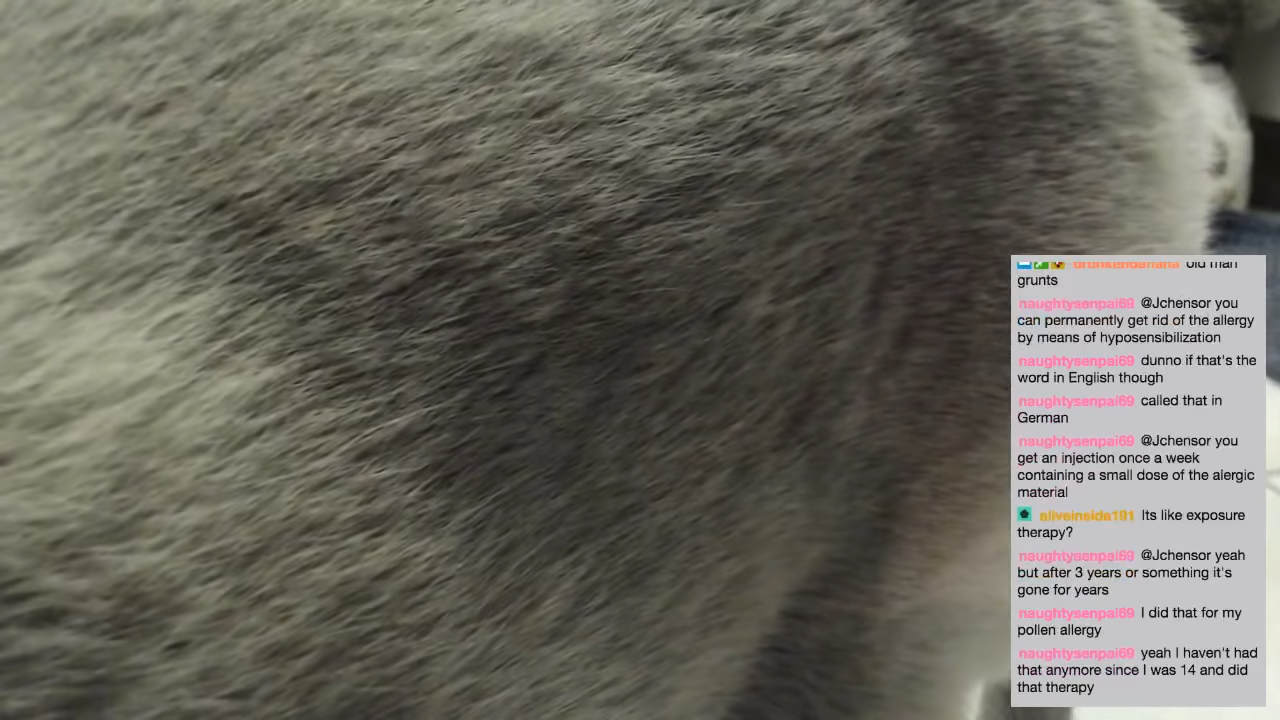 drunkendanana old man
grunts
naughtysenpai69 @Jchensor you
can permanently get rid of the allergy
by means of hyposensibilization
naughtysenpai69 dunno if that's the
word in English though
naughtysenpai69 called that in
German
naughtysenpai69 @Jchensor you
get an injection once a week
containing a small dose of the alergic
material
aliveinside191 Its like exposure
therapy?
naughtysenpai69 @Jchensor yeah
but after 3 years or something it's
gone for years
naughtysenpai69 I did that for my
pollen allergy
naughtysenpai69 yeah I haven't had
that anymore since I was 14 and did
that therapy